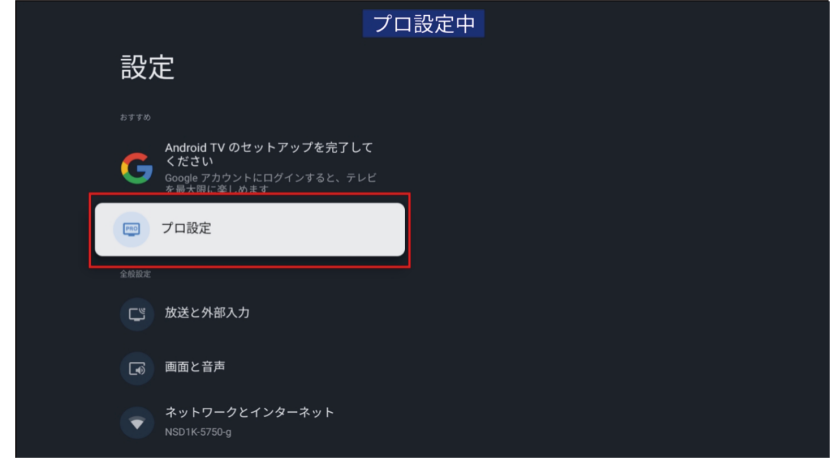 プロ設定中
設定
おすすめ
Android TV のセットアップを完了して
ください
Google アカウントにログインすると、テレビ
を最大限に楽しめます
PRO
プロ設定
全般設定
放送と外部入力
画面と音声
ネットワークとインターネット
NSD1K-5750-g